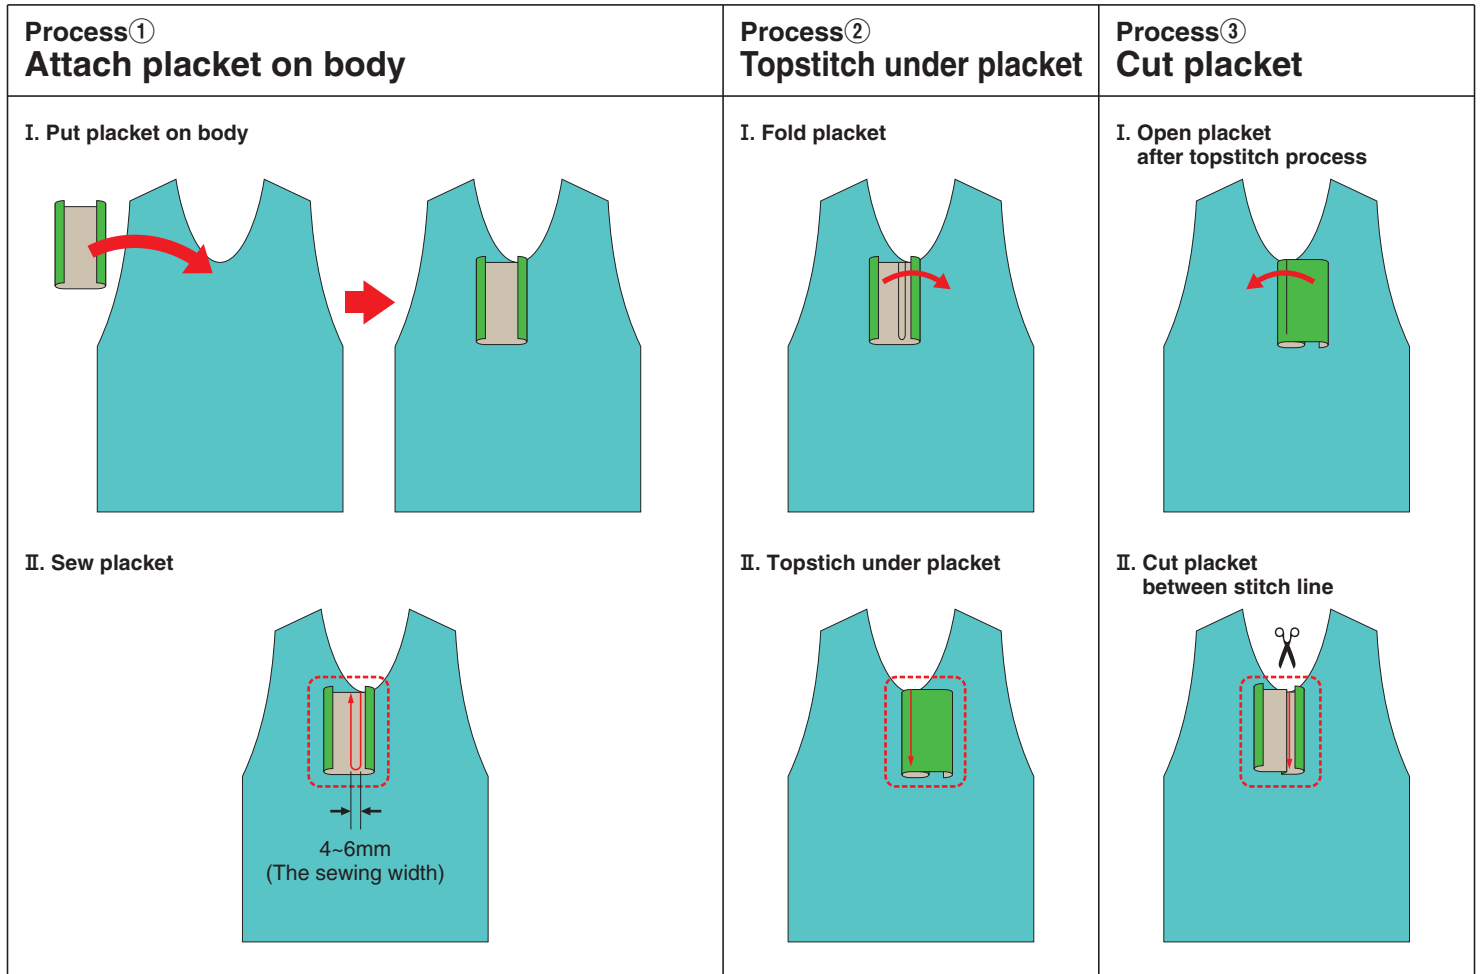 Process①
Attach placket on body
I. Put placket on body
II. Sew placket
4~6mm
(The sewing width)
Process②
Topstitch under placket
I. Fold placket
II. Topstich under placket
Process③
Cut placket
I. Open placket
after topstitch process
II. Cut placket
between stitch line